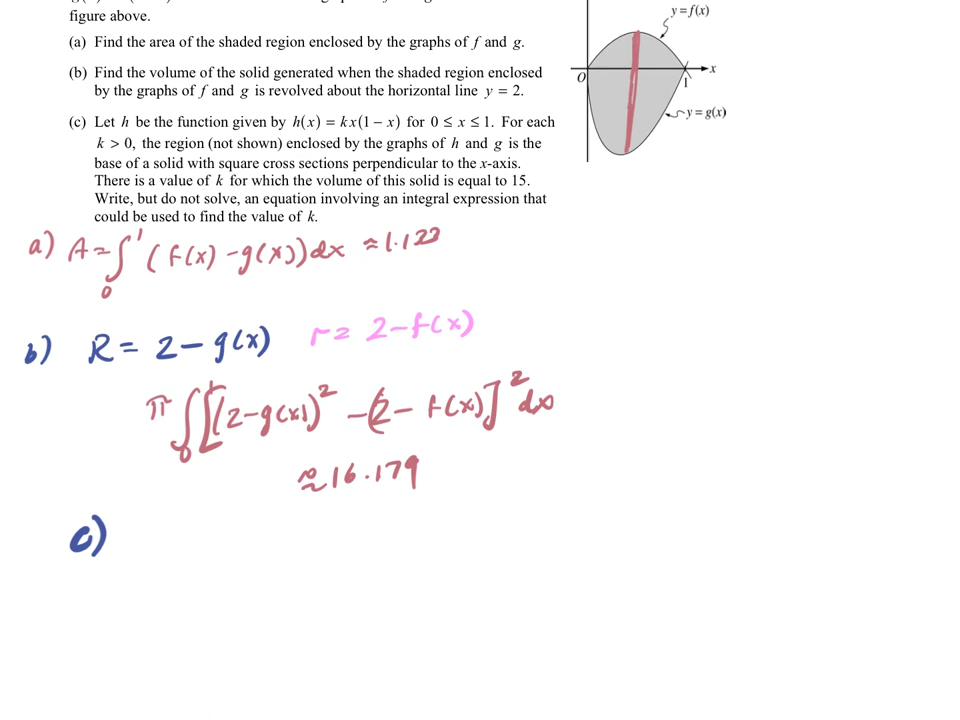 figure above.
y = f(x)
(a) Find the area of the shaded region enclosed by the graphs of f and g.
(b) Find the volume of the solid generated when the shaded region enclosed
by the graphs of f and g is revolved about the horizontal line y = 2.
O
1
x
y = g(x)
(c) Let h be the function given by h(x) = kx(1 − x) for 0 ≤ x ≤ 1. For each
k > 0, the region (not shown) enclosed by the graphs of h and g is the
base of a solid with square cross sections perpendicular to the x-axis.
There is a value of k for which the volume of this solid is equal to 15.
Write, but do not solve, an equation involving an integral expression that
could be used to find the value of k.
a) A = ∫₀¹ (f(x) - g(x)) dx ≈ 1.133
b) R = 2 - g(x) r = 2 - f(x)
π ∫₀¹ [(2 - g(x))² - (2 - f(x)]² dx
≈ 16.179
c)